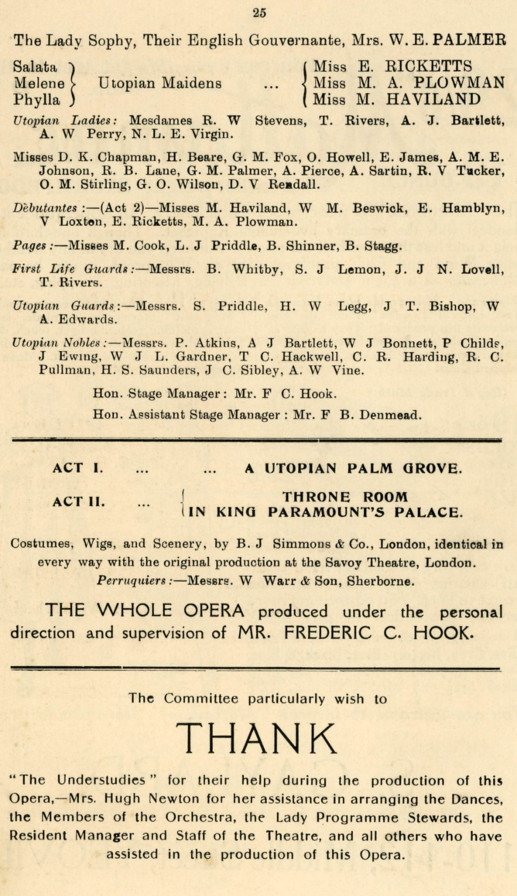 25
The Lady Sophy, Their English Gouvernante, Mrs. W. E. PALMER
Salata } { Miss E. RICKETTS
Melene } Utopian Maidens ... { Miss M. A. PLOWMAN
Phylla } { Miss M. HAVILAND
Utopian Ladies: Mesdames R. W Stevens, T. Rivers, A. J. Bartlett,
A. W Perry, N. L. E. Virgin.
Misses D. K. Chapman, H. Beare, G. M. Fox, O. Howell, E. James, A. M. E.
Johnson, R. B. Lane, G. M. Palmer, A. Pierce, A. Sartin, R. V Tucker,
O. M. Stirling, G. O. Wilson, D. V Rendall.
Dèbutantes :—(Act 2)—Misses M. Haviland, W M. Beswick, E. Hamblyn,
V Loxton, E. Ricketts, M. A. Plowman.
Pages :—Misses M. Cook, L. J Priddle, B. Shinner, B. Stagg.
First Life Guards:—Messrs. B. Whitby, S. J Lemon, J. J N. Lovell,
T. Rivers.
Utopian Guards:—Messrs. S. Priddle, H. W Legg, J T. Bishop, W
A. Edwards.
Utopian Nobles:—Messrs. P. Atkins, A J Bartlett, W J Bonnett, P Childs,
J Ewing, W J L. Gardner, T C. Hackwell, C. R. Harding, R. C.
Pullman, H. S. Saunders, J C. Sibley, A. W Vine.
Hon. Stage Manager: Mr. F C. Hook.
Hon. Assistant Stage Manager : Mr. F B. Denmead.
ACT I. ... ... A UTOPIAN PALM GROVE.
ACT II. ... { THRONE ROOM
IN KING PARAMOUNT'S PALACE.
Costumes, Wigs, and Scenery, by B. J Simmons & Co., London, identical in
every way with the original production at the Savoy Theatre, London.
Perruquiers :—Messrs. W Warr & Son, Sherborne.
THE WHOLE OPERA produced under the personal
direction and supervision of MR. FREDERIC C. HOOK.
The Committee particularly wish to
THANK
"The Understudies" for their help during the production of this
Opera,—Mrs. Hugh Newton for her assistance in arranging the Dances,
the Members of the Orchestra, the Lady Programme Stewards, the
Resident Manager and Staff of the Theatre, and all others who have
assisted in the production of this Opera.